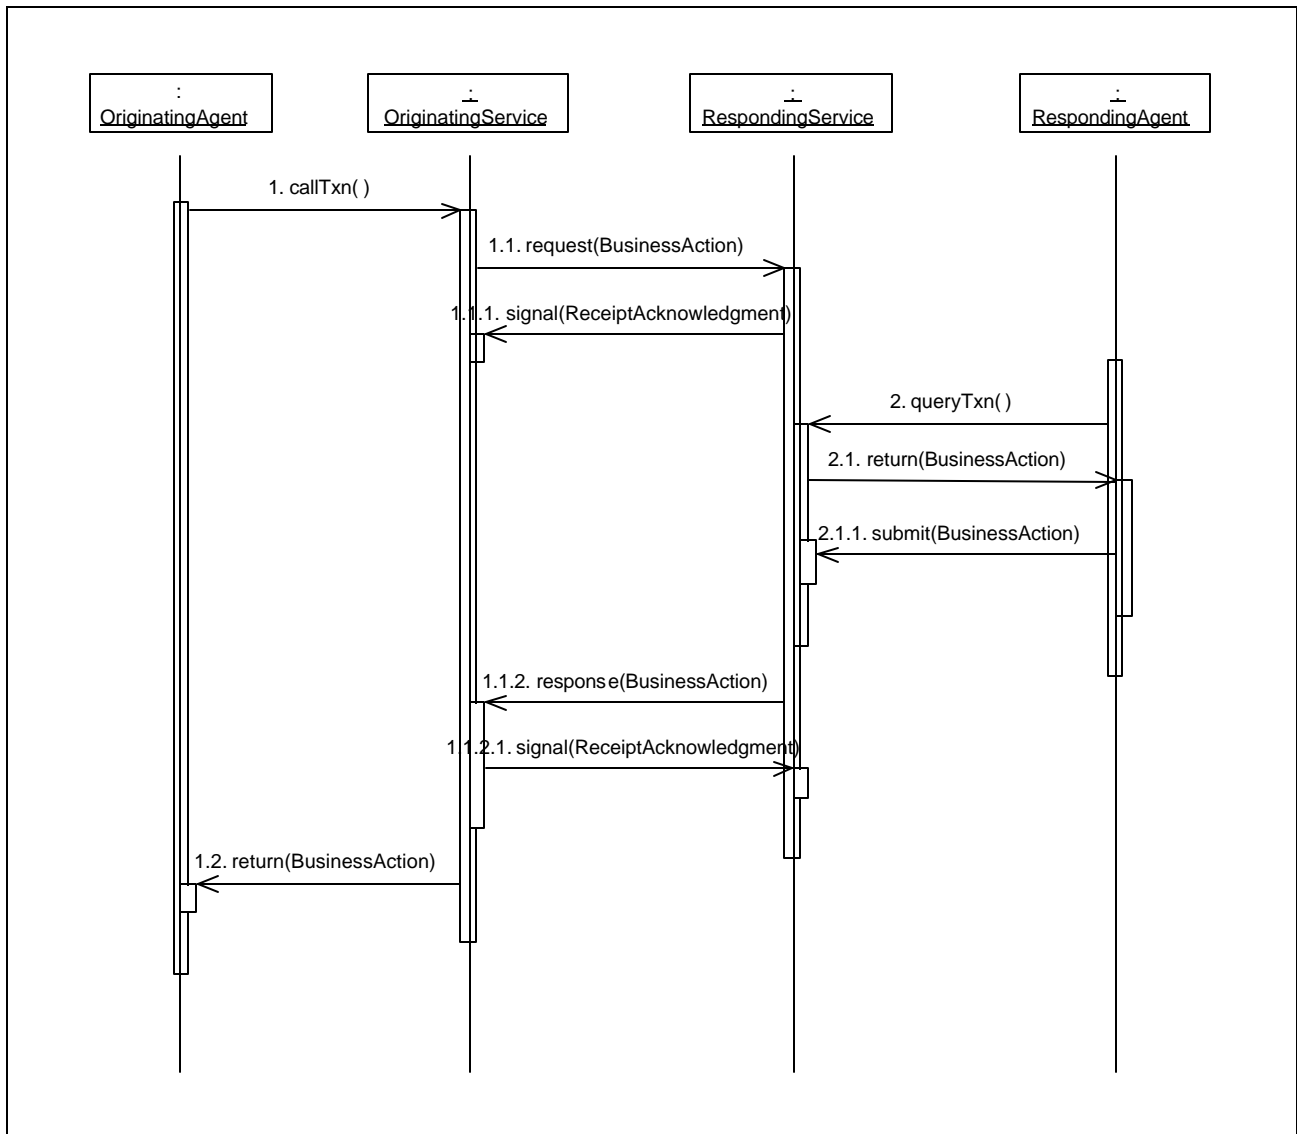 :
OriginatingAgent
:
OriginatingService
:
RespondingService
:
RespondingAgent
1. callTxn( )
1.1. request(BusinessAction)
1.1.1. signal(ReceiptAcknowledgment)
2. queryTxn( )
2.1. return(BusinessAction)
2.1.1. submit(BusinessAction)
1.1.2. response(BusinessAction)
1.1.2.1. signal(ReceiptAcknowledgment)
1.2. return(BusinessAction)